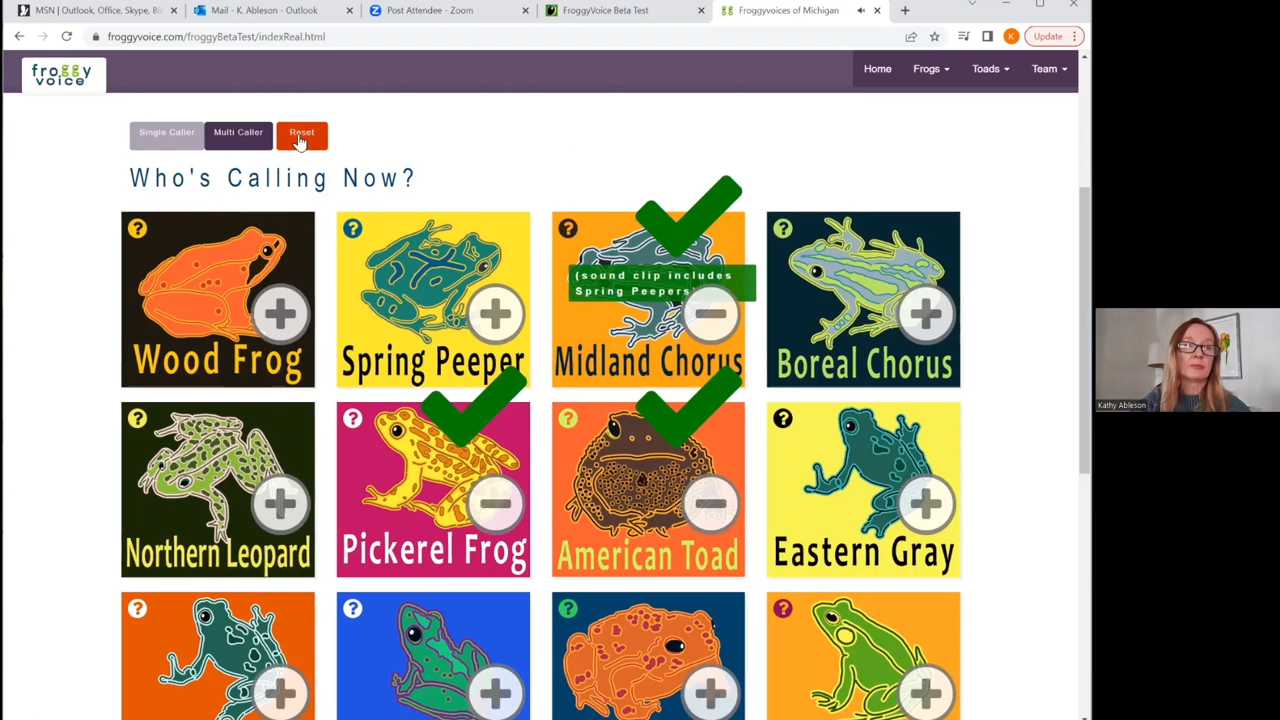 MSN | Outlook, Office, Skype, Bi
Mail - K. Ableson - Outlook
Post Attendee - Zoom
FroggyVoice Beta Test
Froggyvoices of Michigan
froggyvoice.com/froggyBetaTest/indexReal.html
K
Update
froggy
voice
Home
Frogs
Toads
Team
Single Caller
Multi Caller
Reset
Who's Calling Now?
?
?
?
?
(sound clip includes
Spring Peepers)
Wood Frog
Spring Peeper
Midland Chorus
Boreal Chorus
Kathy Ableson
?
?
?
?
Northern Leopard
Pickerel Frog
American Toad
Eastern Gray
?
?
?
?